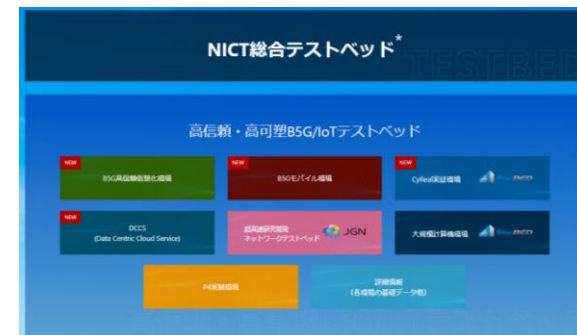 NICT総合テストベッド*
TESTBED
高信頼・高可塑B5G/IoTテストベッド
NEW
B5G高信頼仮想化環境
NEW
B5Gモバイル環境
NEW
CyReal実証環境
NEW
DCCS
(Data Centric Cloud Service)
超高速研究開発
ネットワークテストベッド JGN
大規模計算機環境
P4実験環境
詳細情報
(各環境の基礎データ他)